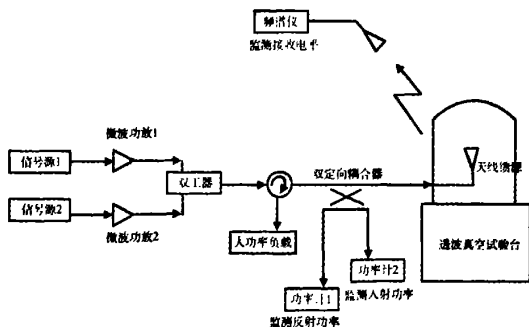 频谱仪
监测接收电平
微波功放1
信号源1
双定向耦合器
天线馈源
双工器
信号源2
微波功放2
大功率负载
透波真空试验台
功率计2
功率计1
监测入射功率
监测反射功率